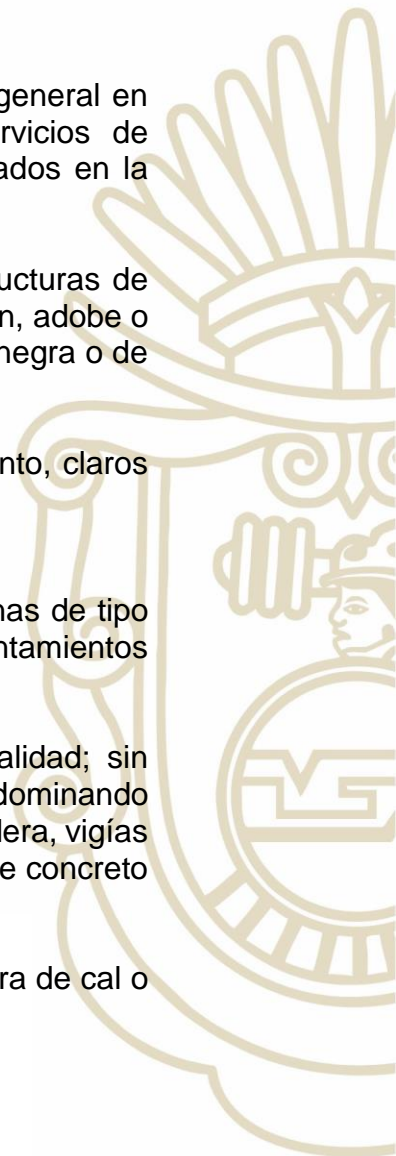 general en
rvicios de
ados en la
ucturas de
n, adobe o
negra o de
nto, claros
nas de tipo
ntamientos
alidad; sin
dominando
lera, vigías
e concreto
ra de cal o